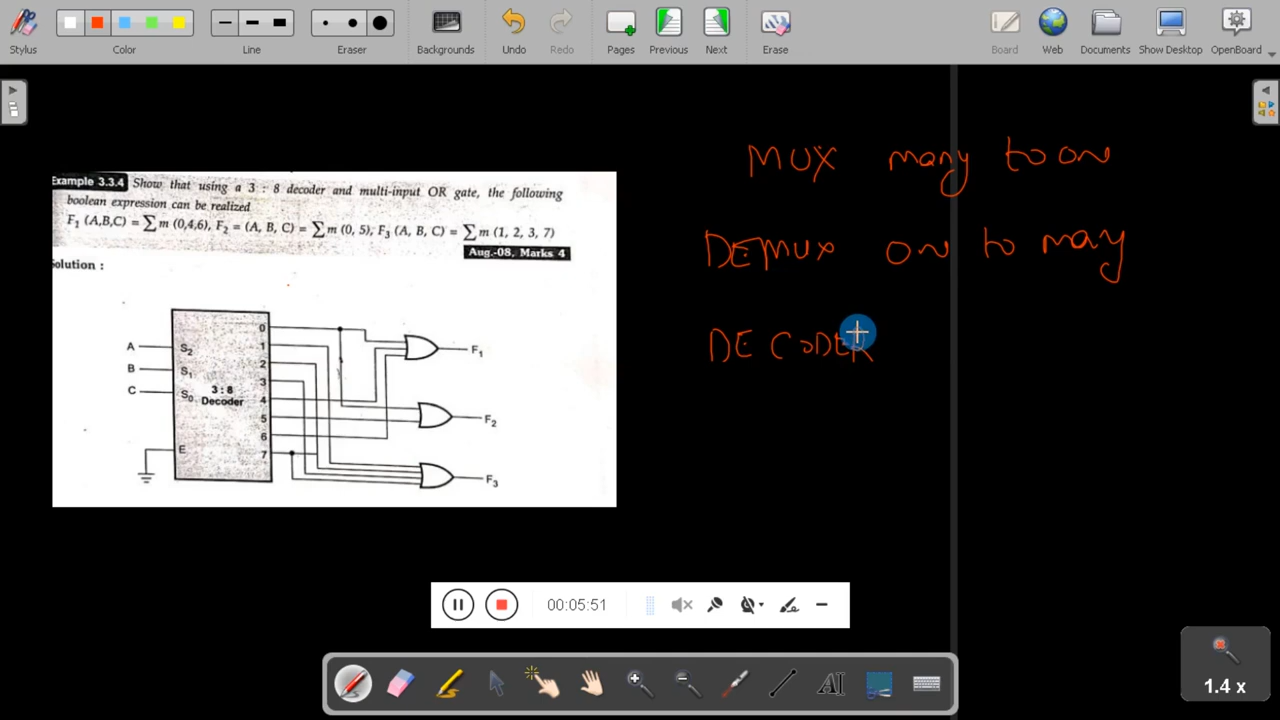 Stylus Color Line Eraser Backgrounds Undo Redo Pages Previous Next Erase Board Web Documents Show Desktop OpenBoard
MUX many to on
DEMUX on to may
DECODER
Example 3.3.4 Show that using a 3 : 8 decoder and multi-input OR gate, the following
boolean expression can be realized
F1 (A,B,C) = ∑ m (0,4,6), F2 = (A, B, C) = ∑ m (0, 5), F3 (A, B, C) = ∑ m (1, 2, 3, 7)
Aug.-08, Marks 4
Solution :
0
A S2 1 F1
B S1 2
3 : 8 3
C S0 Decoder 4
5 F2
6
E 7
F3
00:05:51
AI
1.4 x